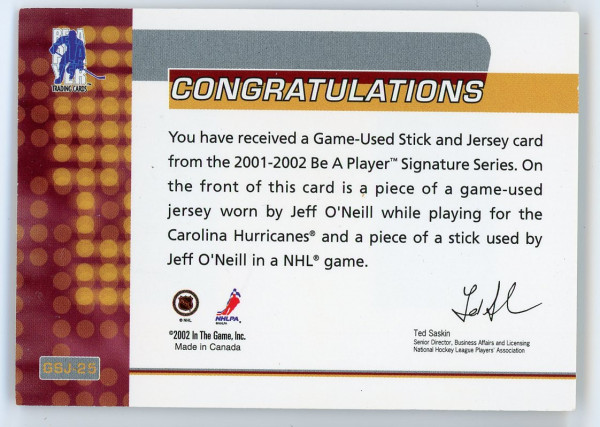 TRADING CARDS™
CONGRATULATIONS
You have received a Game-Used Stick and Jersey card
from the 2001-2002 Be A Player™ Signature Series. On
the front of this card is a piece of a game-used
jersey worn by Jeff O'Neill while playing for the
Carolina Hurricanes® and a piece of a stick used by
Jeff O'Neill in a NHL® game.
® NHL
NHLPA
©2002 In The Game, Inc.
Made in Canada
Ted Saskin
Senior Director, Business Affairs and Licensing
National Hockey League Players' Association
GSJ-25